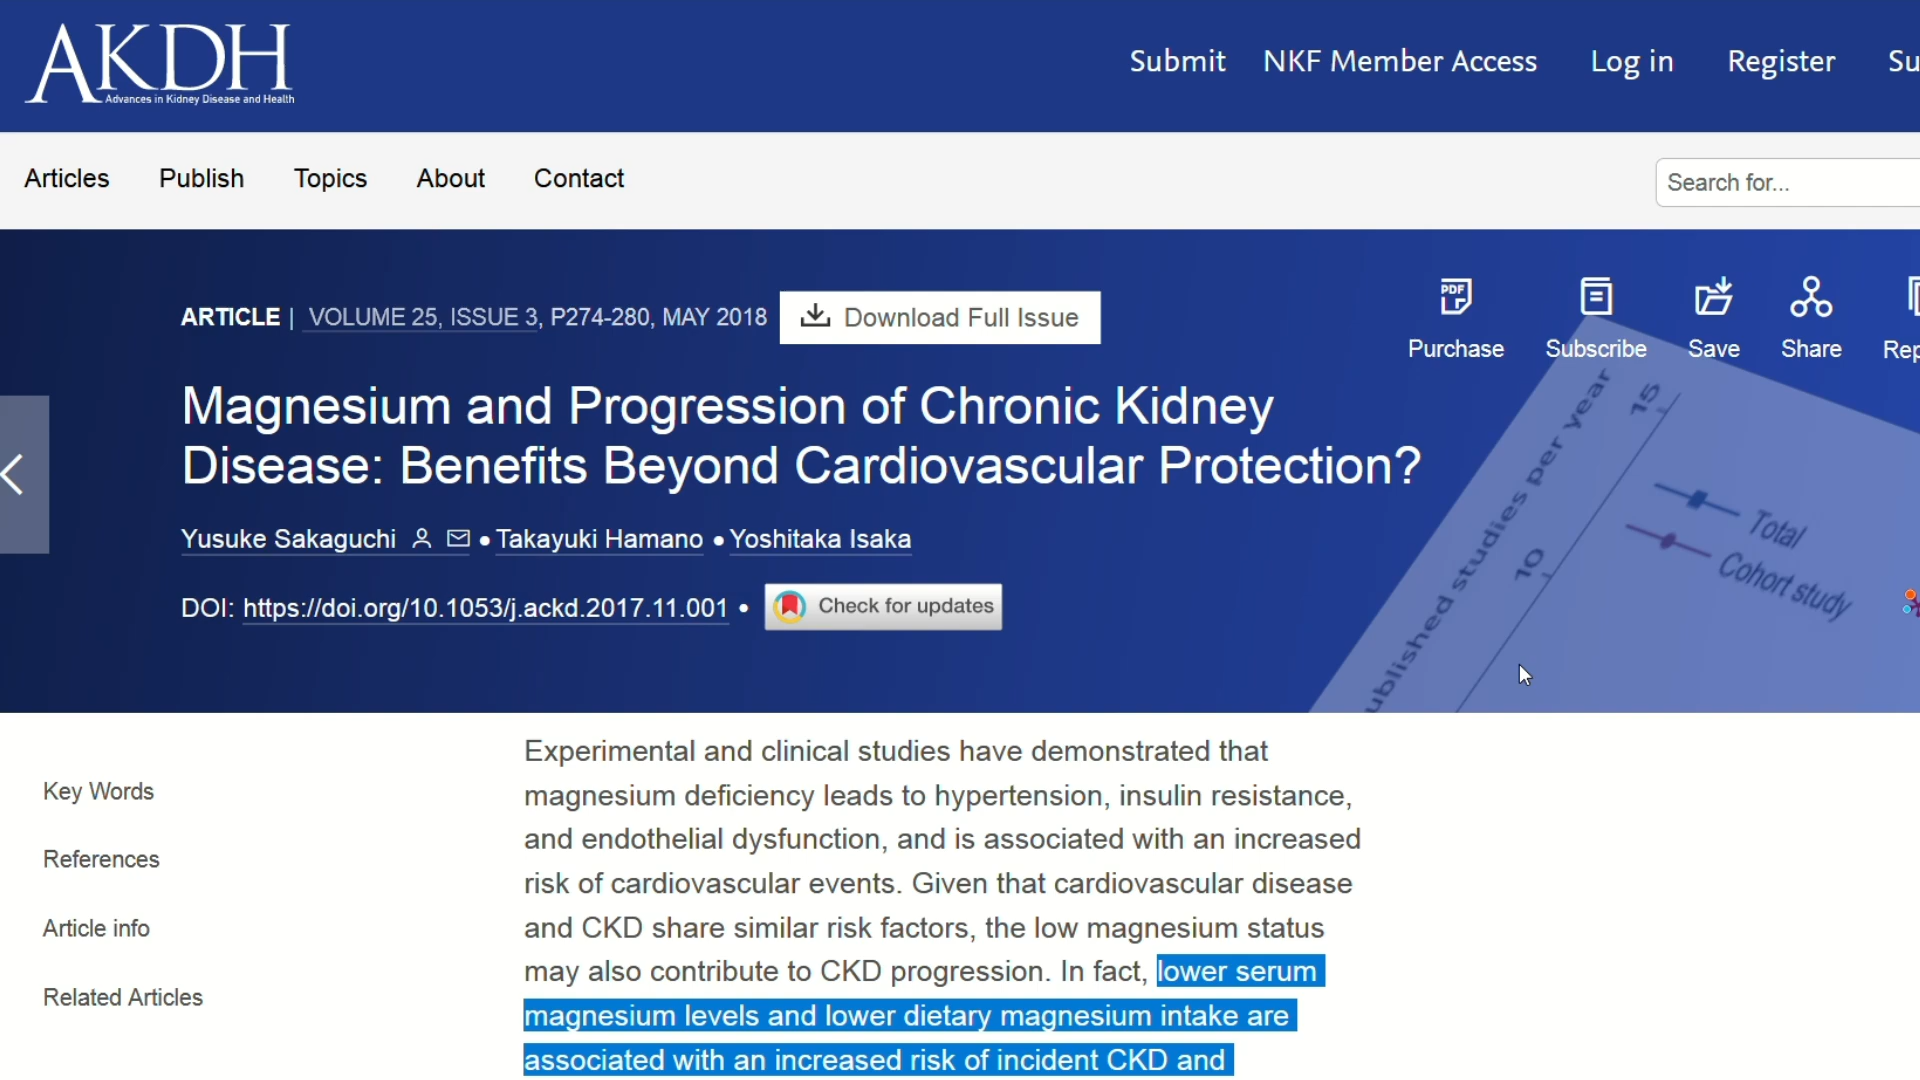 AKDH
Advances in Kidney Disease and Health
Submit NKF Member Access Log in Register
Articles Publish Topics About Contact
Search for...
ARTICLE | VOLUME 25, ISSUE 3, P274-280, MAY 2018 Download Full Issue
PDF
Purchase Subscribe Save Share
Magnesium and Progression of Chronic Kidney
Disease: Benefits Beyond Cardiovascular Protection?
Yusuke Sakaguchi • Takayuki Hamano • Yoshitaka Isaka
DOI: https://doi.org/10.1053/j.ackd.2017.11.001 • Check for updates
studies per year
15
10
Total
Cohort study
Key Words
References
Article info
Related Articles
Experimental and clinical studies have demonstrated that
magnesium deficiency leads to hypertension, insulin resistance,
and endothelial dysfunction, and is associated with an increased
risk of cardiovascular events. Given that cardiovascular disease
and CKD share similar risk factors, the low magnesium status
may also contribute to CKD progression. In fact, lower serum
magnesium levels and lower dietary magnesium intake are
associated with an increased risk of incident CKD and